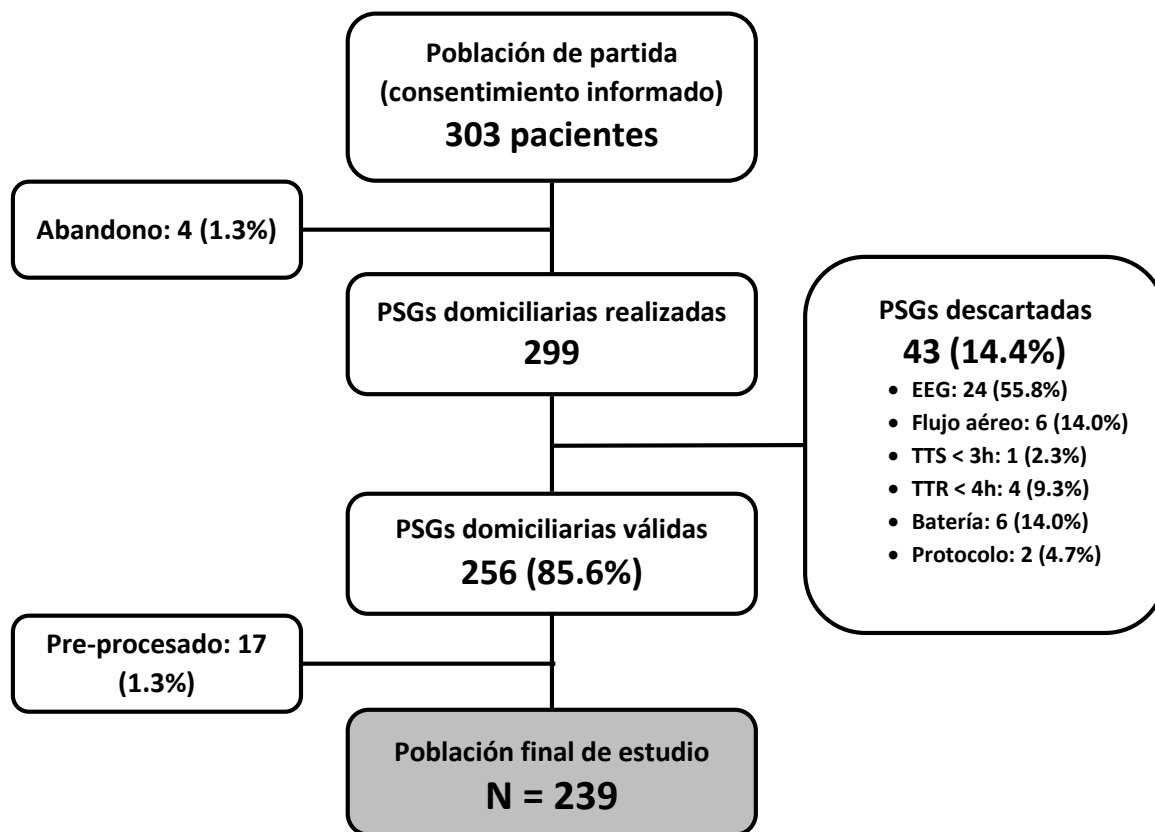 Población de partida
(consentimiento informado)
303 pacientes
Abandono: 4 (1.3%)
PSGs domiciliarias realizadas
299
PSGs descartadas
43 (14.4%)
• EEG: 24 (55.8%)
• Flujo aéreo: 6 (14.0%)
• TTS < 3h: 1 (2.3%)
• TTR < 4h: 4 (9.3%)
• Batería: 6 (14.0%)
• Protocolo: 2 (4.7%)
PSGs domiciliarias válidas
256 (85.6%)
Pre-procesado: 17
(1.3%)
Población final de estudio
N = 239